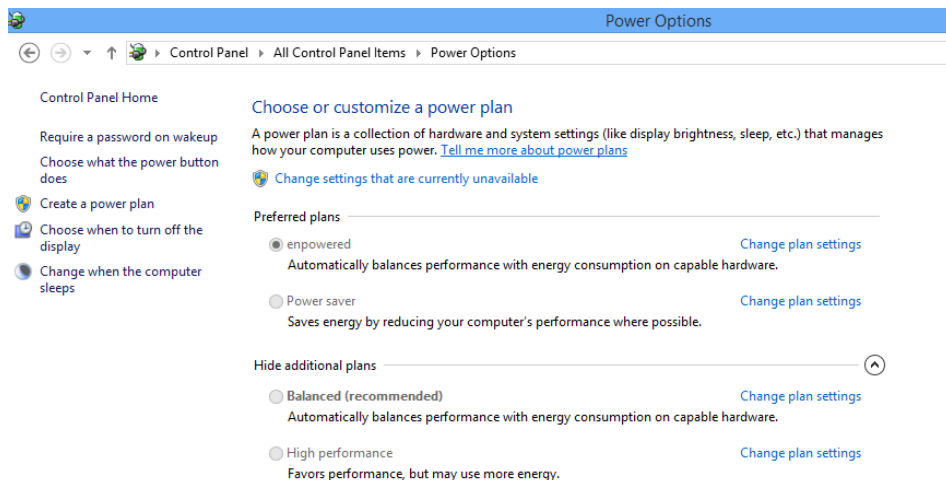 Power Options
Control Panel All Control Panel Items Power Options
Control Panel Home
Require a password on wakeup
Choose what the power button
does
Create a power plan
Choose when to turn off the
display
Change when the computer
sleeps
Choose or customize a power plan
A power plan is a collection of hardware and system settings (like display brightness, sleep, etc.) that manages
how your computer uses power. Tell me more about power plans
Change settings that are currently unavailable
Preferred plans
enpowered Change plan settings
Automatically balances performance with energy consumption on capable hardware.
Power saver Change plan settings
Saves energy by reducing your computer's performance where possible.
Hide additional plans
Balanced (recommended) Change plan settings
Automatically balances performance with energy consumption on capable hardware.
High performance Change plan settings
Favors performance, but may use more energy.